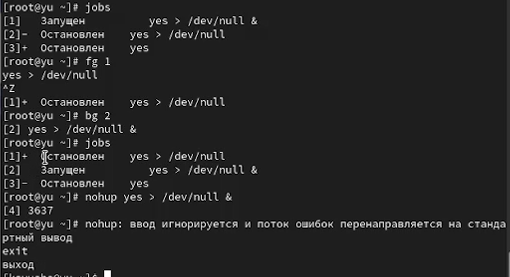 [root@yu ~]# jobs
[1]   Запущен          yes > /dev/null &
[2]-  Остановлен    yes > /dev/null
[3]+  Остановлен    yes
[root@yu ~]# fg 1
yes > /dev/null
^Z
[1]+  Остановлен    yes > /dev/null
[root@yu ~]# bg 2
[2] yes > /dev/null &
[root@yu ~]# jobs
[1]+  Остановлен    yes > /dev/null
[2]   Запущен          yes > /dev/null &
[3]-  Остановлен    yes
[root@yu ~]# nohup yes > /dev/null &
[4] 3637
[root@yu ~]# nohup: ввод игнорируется и поток ошибок перенаправляется на станда
ртный вывод
exit
выход